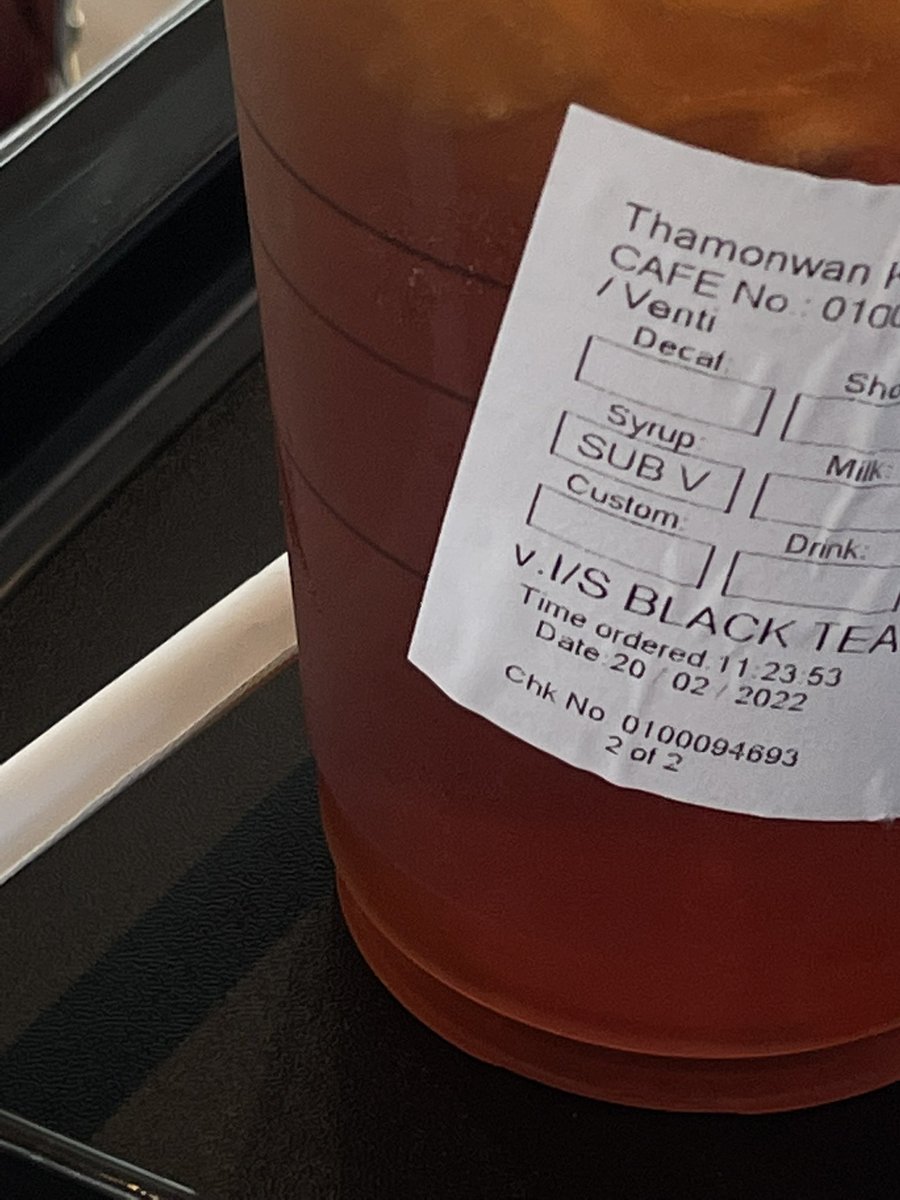 Thamonwan
CAFE No.: 0100
/ Venti
Decaf:
Syrup: Milk:
SUB V
Custom: Drink:
v.I/S BLACK TEA
Time ordered 11:23:53
Date:20 / 02 / 2022
Chk No 0100094693
2 of 2